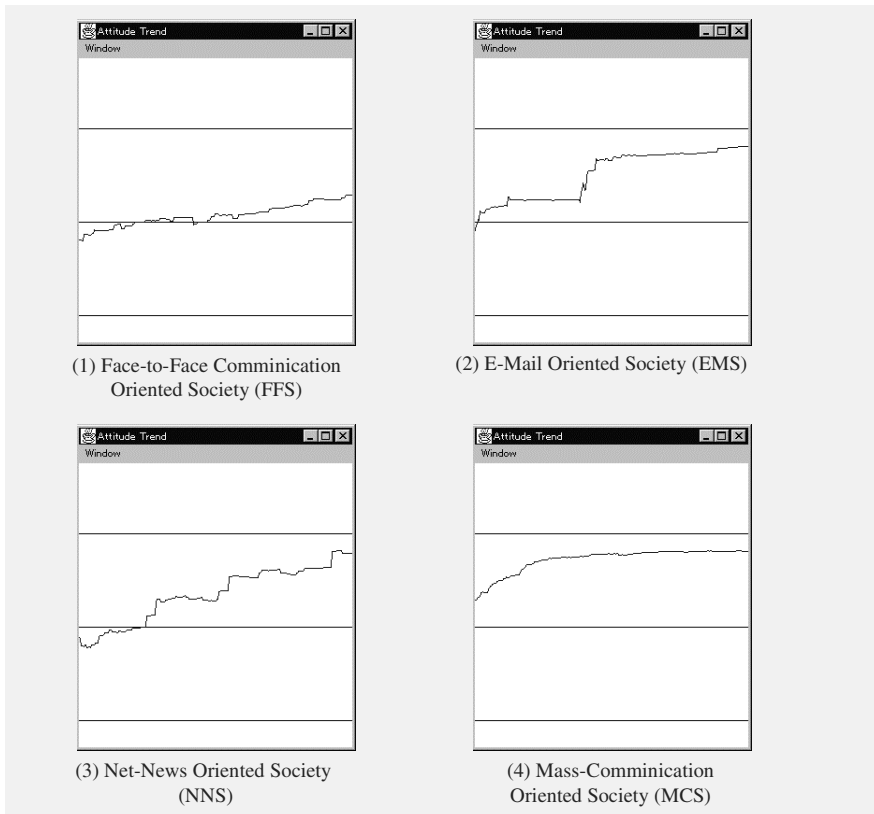 Attitude Trend
Window
Attitude Trend
Window
(1) Face-to-Face Comminication
Oriented Society (FFS)
(2) E-Mail Oriented Society (EMS)
Attitude Trend
Window
Attitude Trend
Window
(3) Net-News Oriented Society
(NNS)
(4) Mass-Comminication
Oriented Society (MCS)